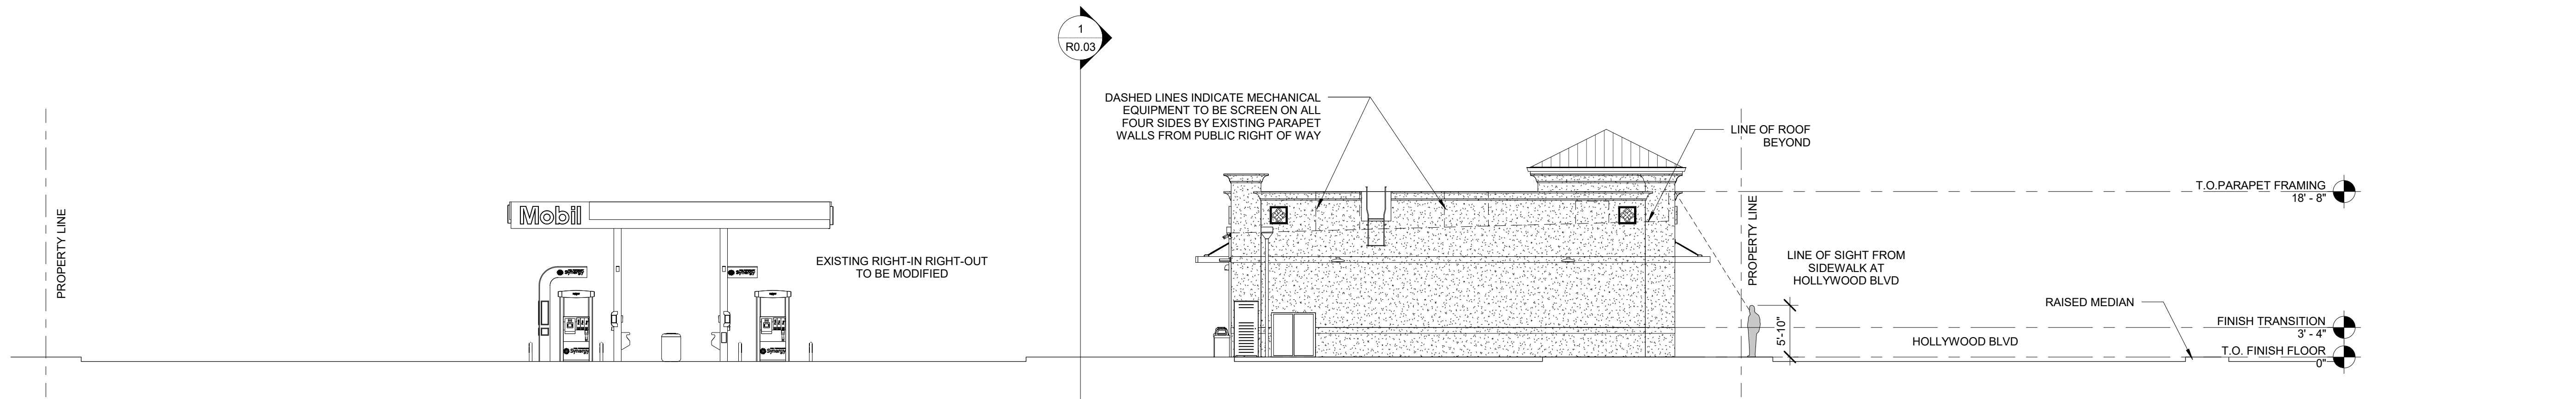 1
R0.03
DASHED LINES INDICATE MECHANICAL
EQUIPMENT TO BE SCREEN ON ALL
FOUR SIDES BY EXISTING PARAPET
WALLS FROM PUBLIC RIGHT OF WAY
LINE OF ROOF
BEYOND
T.O.PARAPET FRAMING
18' - 8"
PROPERTY LINE
Mobil
EXISTING RIGHT-IN RIGHT-OUT
TO BE MODIFIED
PROPERTY LINE
LINE OF SIGHT FROM
SIDEWALK AT
HOLLYWOOD BLVD
5'-10"
RAISED MEDIAN
FINISH TRANSITION
3' - 4"
HOLLYWOOD BLVD
T.O. FINISH FLOOR
0"
synergy
synergy